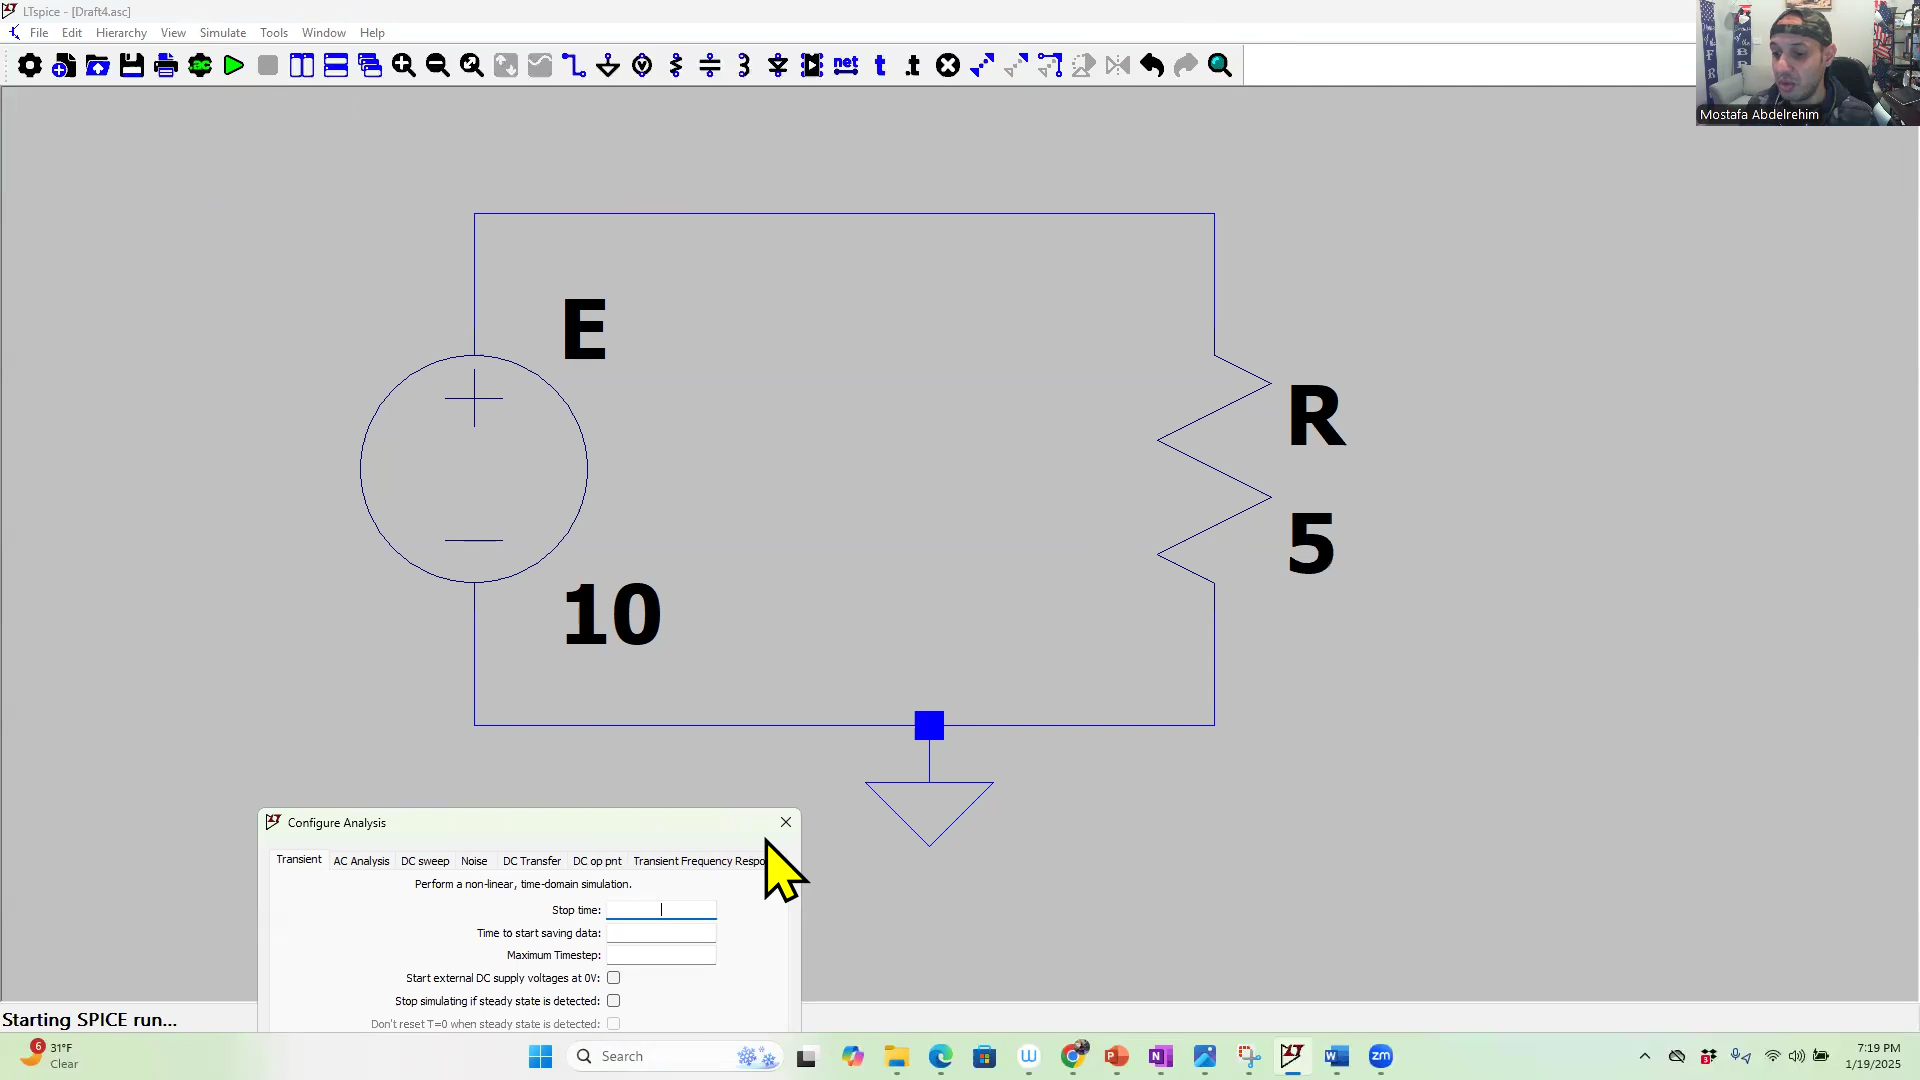 LTspice - [Draft4.asc]
File Edit Hierarchy View Simulate Tools Window Help
.ac
net t .t
Mostafa Abdelrehim
E
10
R
5
Configure Analysis
Transient AC Analysis DC sweep Noise DC Transfer DC op pnt Transient Frequency Respo
Perform a non-linear, time-domain simulation.
Stop time:
Time to start saving data:
Maximum Timestep:
Start external DC supply voltages at 0V:
Stop simulating if steady state is detected:
Don't reset T=0 when steady state is detected:
Starting SPICE run...
6
31°F
Clear
Search
7:19 PM
1/19/2025